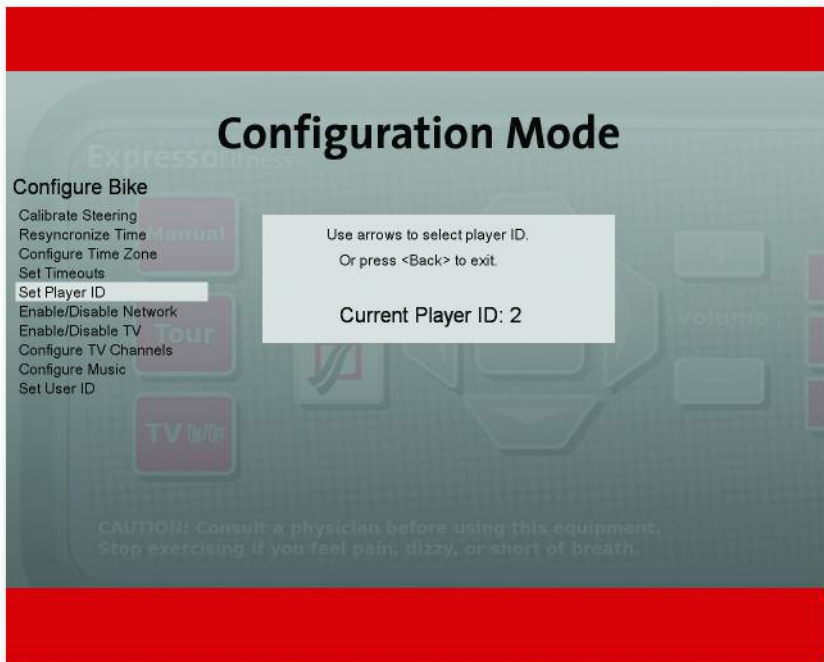 Configuration Mode
ExpressoFitness
Configure Bike
Calibrate Steering
Resyncronize Time
Configure Time Zone
Set Timeouts
Set Player ID
Enable/Disable Network
Enable/Disable TV
Configure TV Channels
Configure Music
Set User ID
Manual
Tour
TV ON/OFF
Use arrows to select player ID.
Or press <Back> to exit.
Current Player ID: 2
+
volume
CAUTION: Consult a physician before using this equipment.
Stop exercising if you feel pain, dizzy, or short of breath.